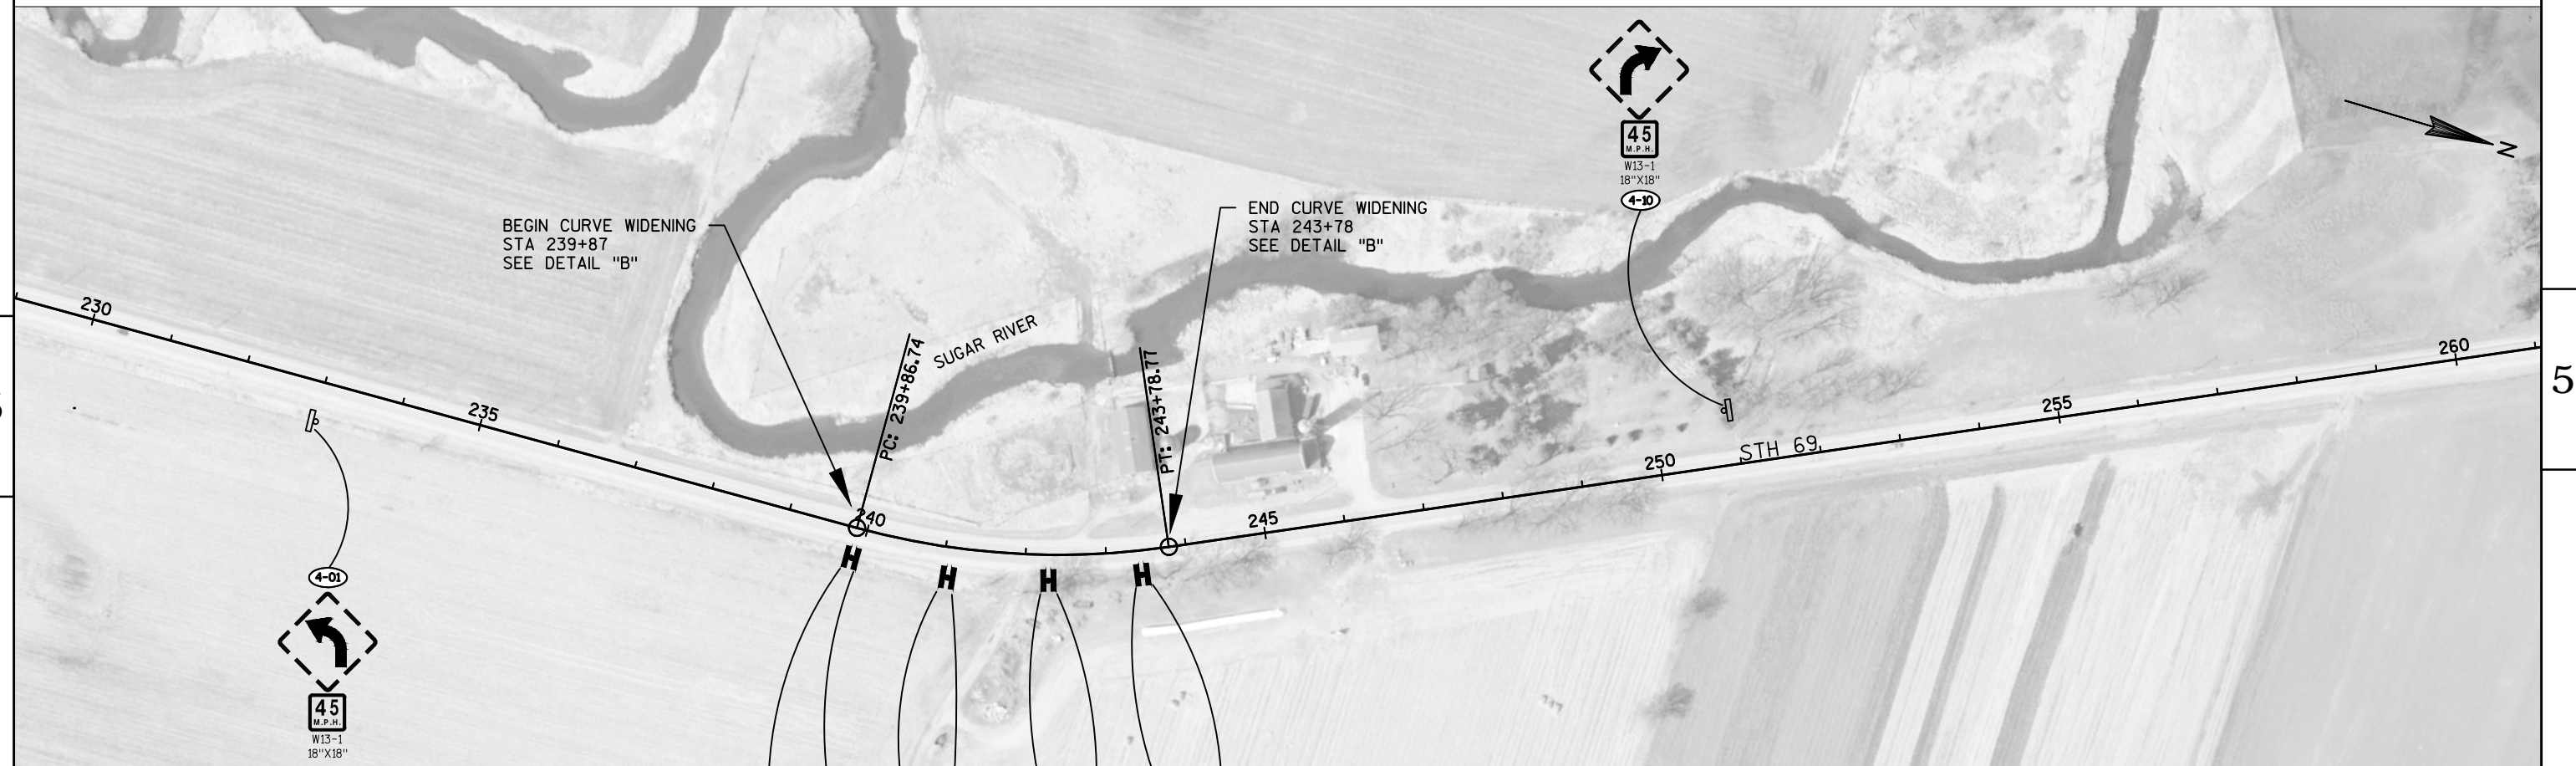 45
M.P.H.
W13-1
18"X18"
4-10
N
BEGIN CURVE WIDENING
STA 239+87
SEE DETAIL "B"
END CURVE WIDENING
STA 243+78
SEE DETAIL "B"
230
235
PC: 239+86.74
SUGAR RIVER
PT: 243+78.77
240
245
250
STH 69
255
260
5
4-01
45
M.P.H.
W13-1
18"X18"